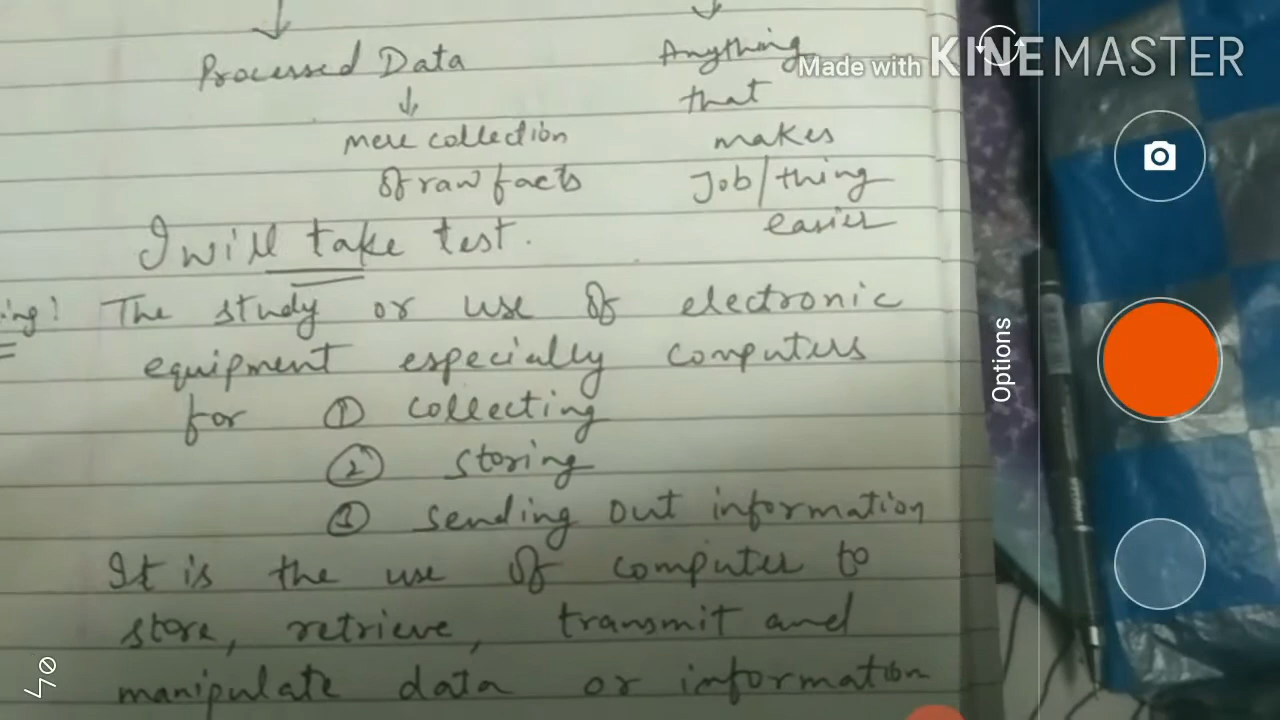 Processed Data
↓
mere collection
of raw facts
Anything
that
makes
Job/thing
easier
Made with KINEMASTER
I will take test.
ing:
The study or use of electronic
equipment especially computers
for ① collecting
② storing
③ sending out information
It is the use of computer to
store, retrieve, transmit and
manipulate data or information
Options